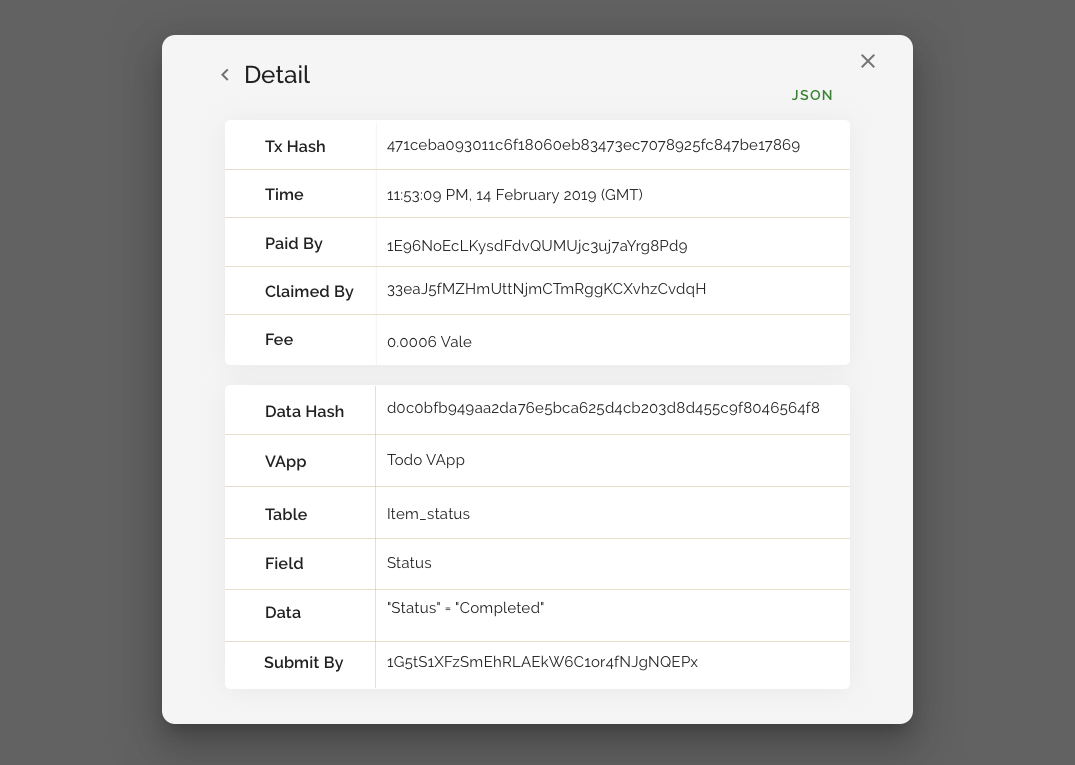 Detail
JSON
Tx Hash 471ceba093011c6f18060eb83473ec7078925fc847be17869
Time 11:53:09 PM, 14 February 2019 (GMT)
Paid By 1E96NoEcLKysdFdvQUMUjc3uj7aYrg8Pd9
Claimed By 33eaJ5fMZHmUttNjmCTmRggKCXvhzCvdqH
Fee 0.0006 Vale
Data Hash d0c0bfb949aa2da76e5bca625d4cb203d8d455c9f8046564f8
VApp Todo VApp
Table Item_status
Field Status
Data "Status" = "Completed"
Submit By 1G5tS1XFzSmEhRLAEkW6C1or4fNJgNQEPx